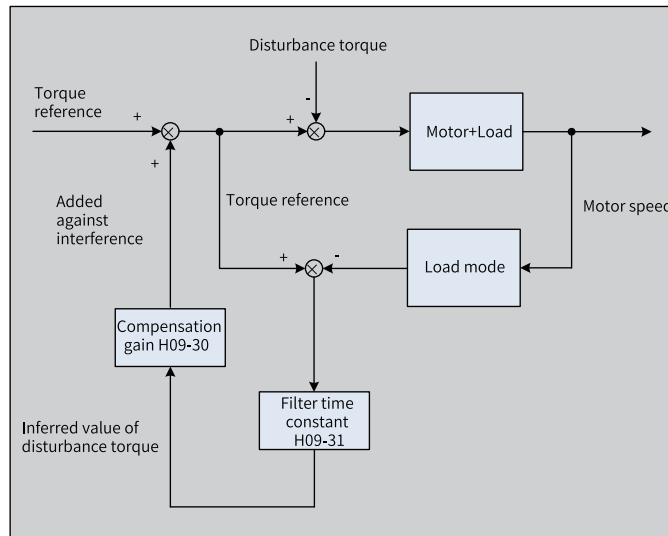 Disturbance torque
-
Torque
reference
+
+
Motor+Load
+
Added
against
interference
Torque reference
Motor speed
+
-
Load mode
Compensation
gain H09-30
Filter time
constant
H09-31
Inferred value of
disturbance torque